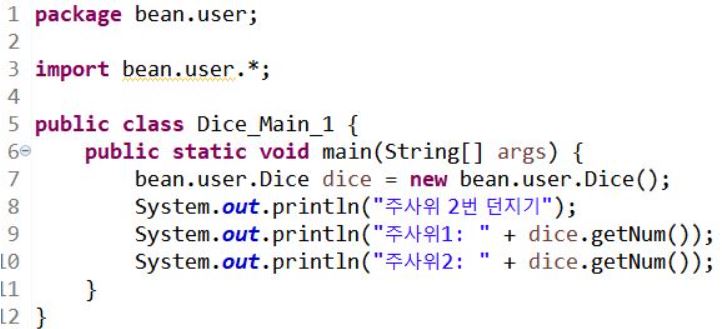 1 package bean.user;
2
3 import bean.user.*;
4
5 public class Dice_Main_1 {
6 public static void main(String[] args) {
7 bean.user.Dice dice = new bean.user.Dice();
8 System.out.println("주사위 2번 던지기");
9 System.out.println("주사위1: " + dice.getNum());
10 System.out.println("주사위2: " + dice.getNum());
11 }
12 }